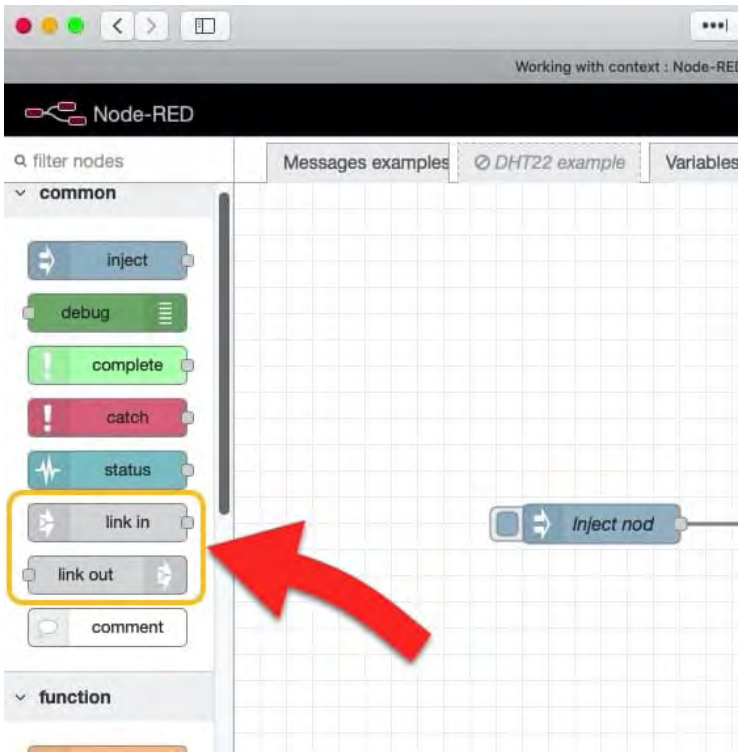 Working with context : Node-RED
Node-RED
filter nodes
Messages examples
DHT22 example
Variables
common
inject
debug
complete
catch
status
link in
link out
comment
function
Inject nod